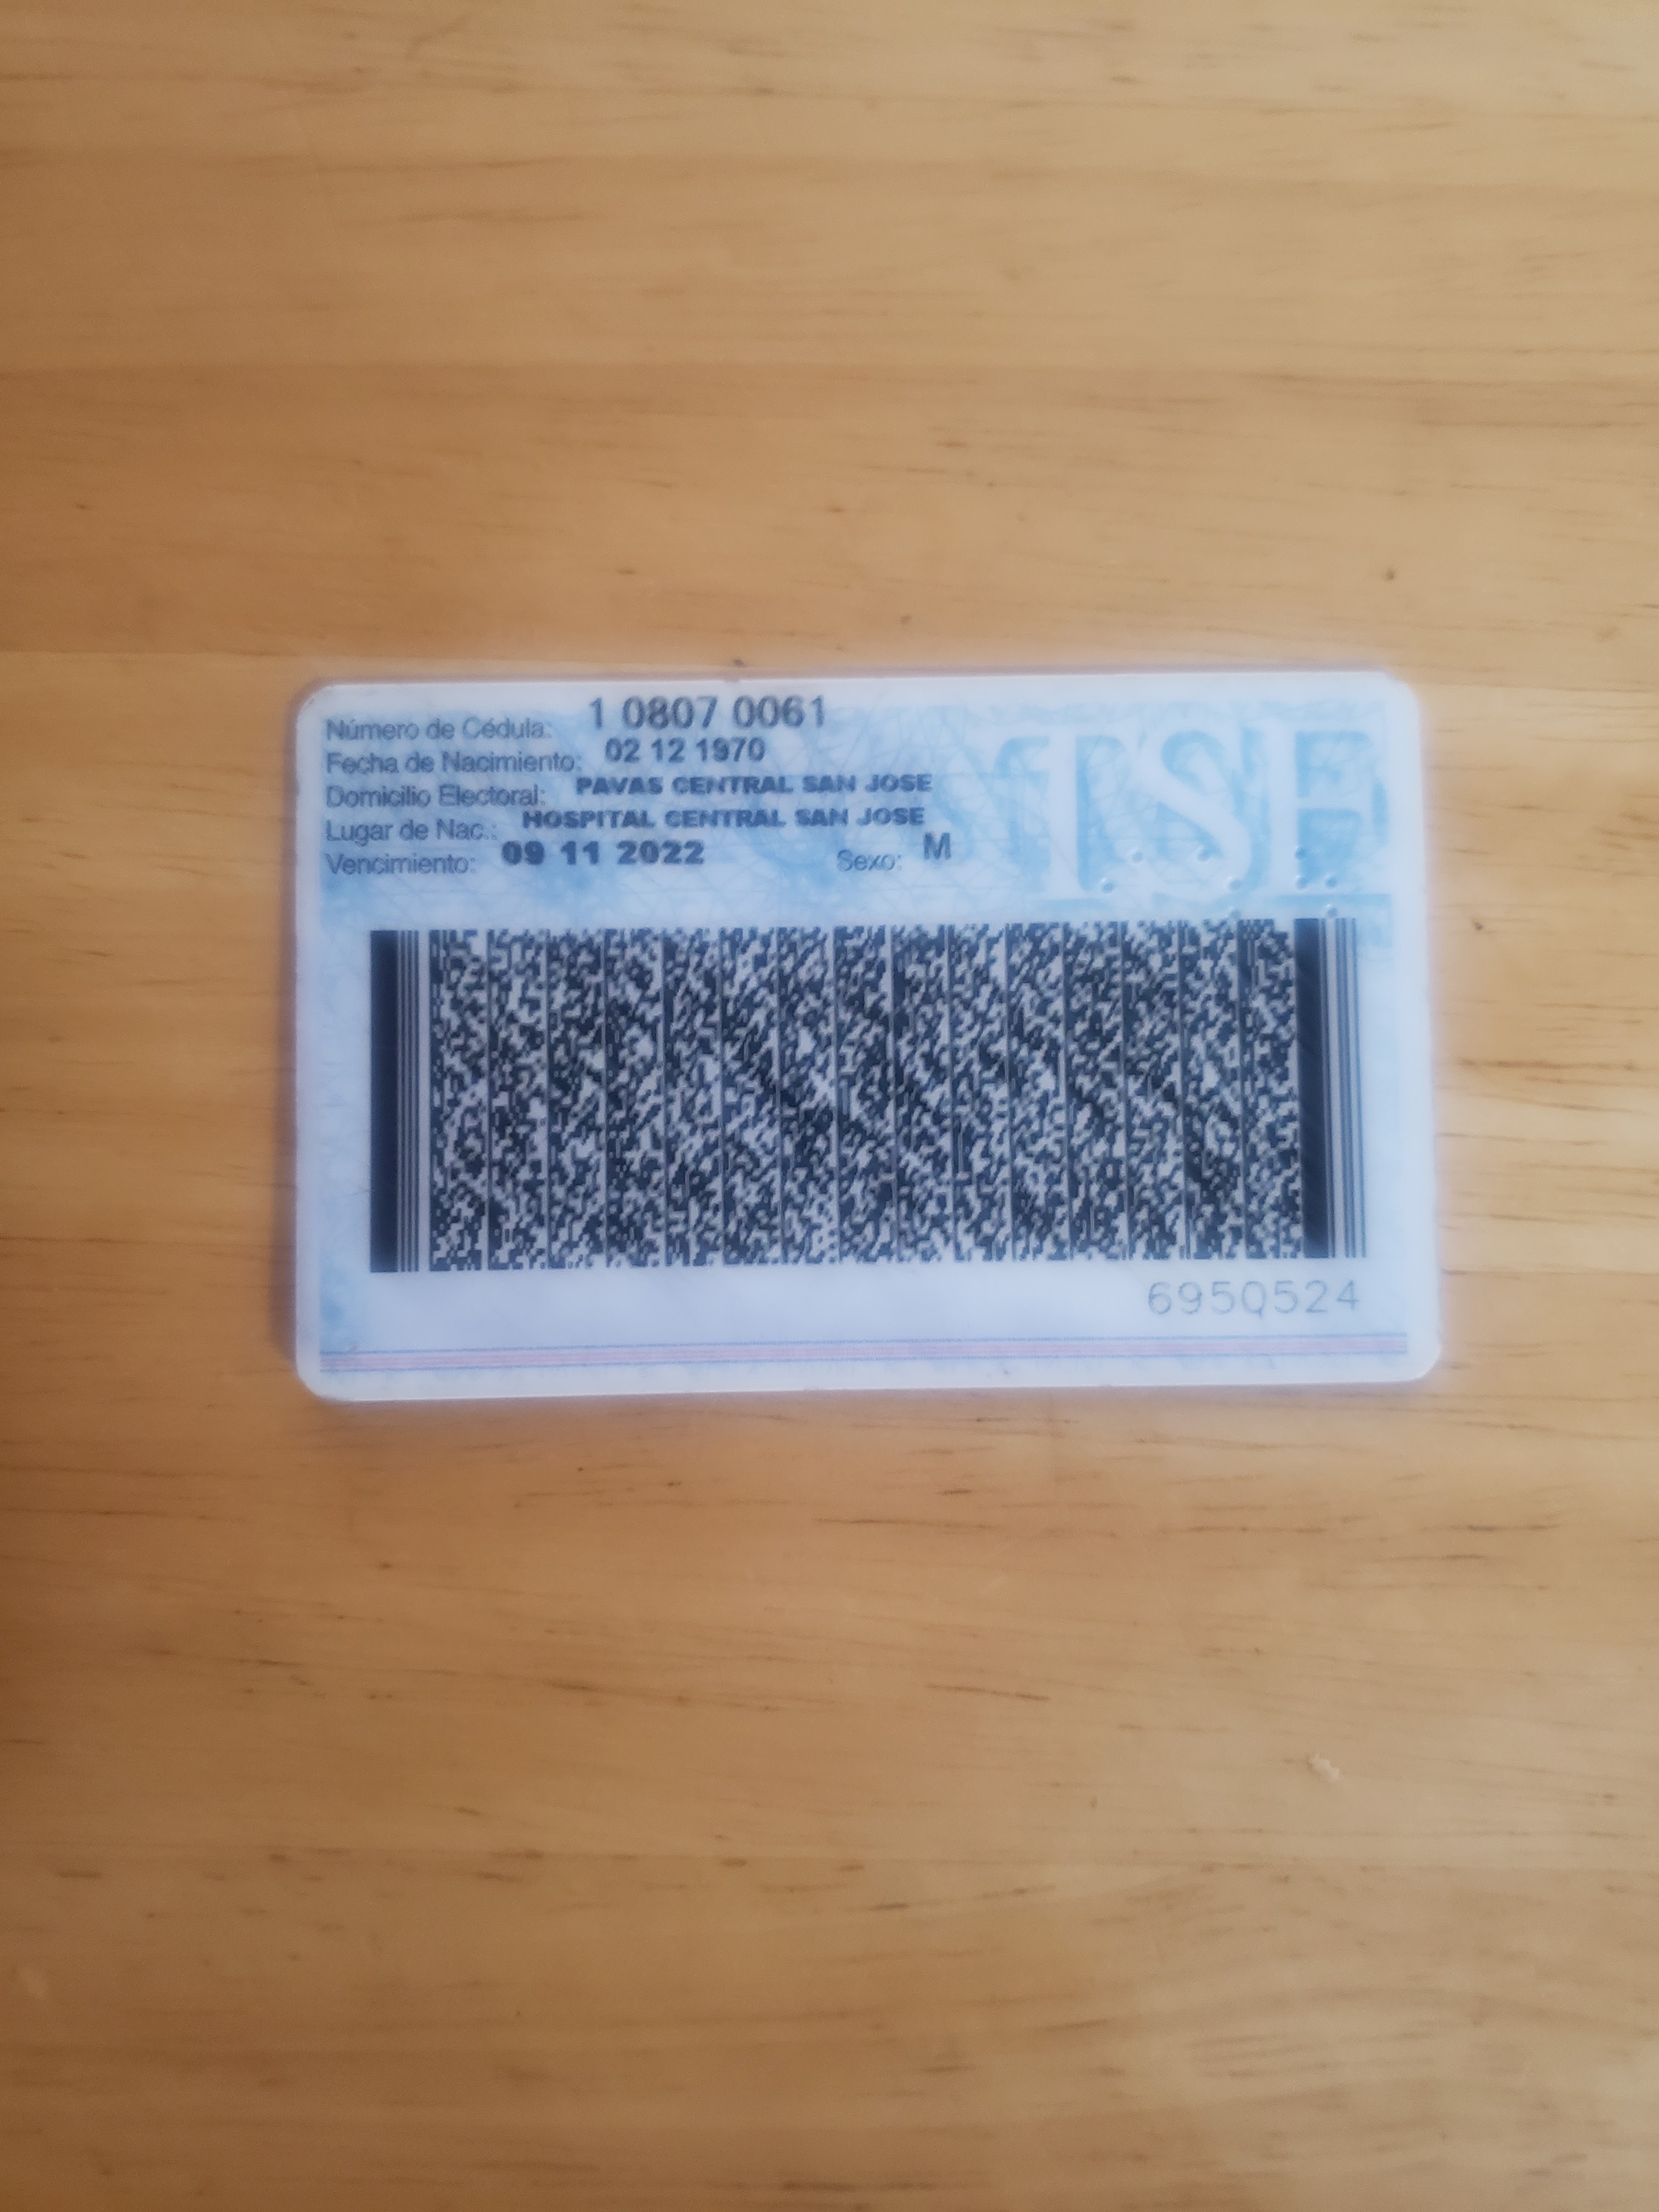 Número de Cédula: 1 0807 0061
Fecha de Nacimiento: 02 12 1970
Domicilio Electoral: PAVAS CENTRAL SAN JOSE
Lugar de Nac.: HOSPITAL CENTRAL SAN JOSE
Vencimiento: 09 11 2022 Sexo: M
TSE
6950524